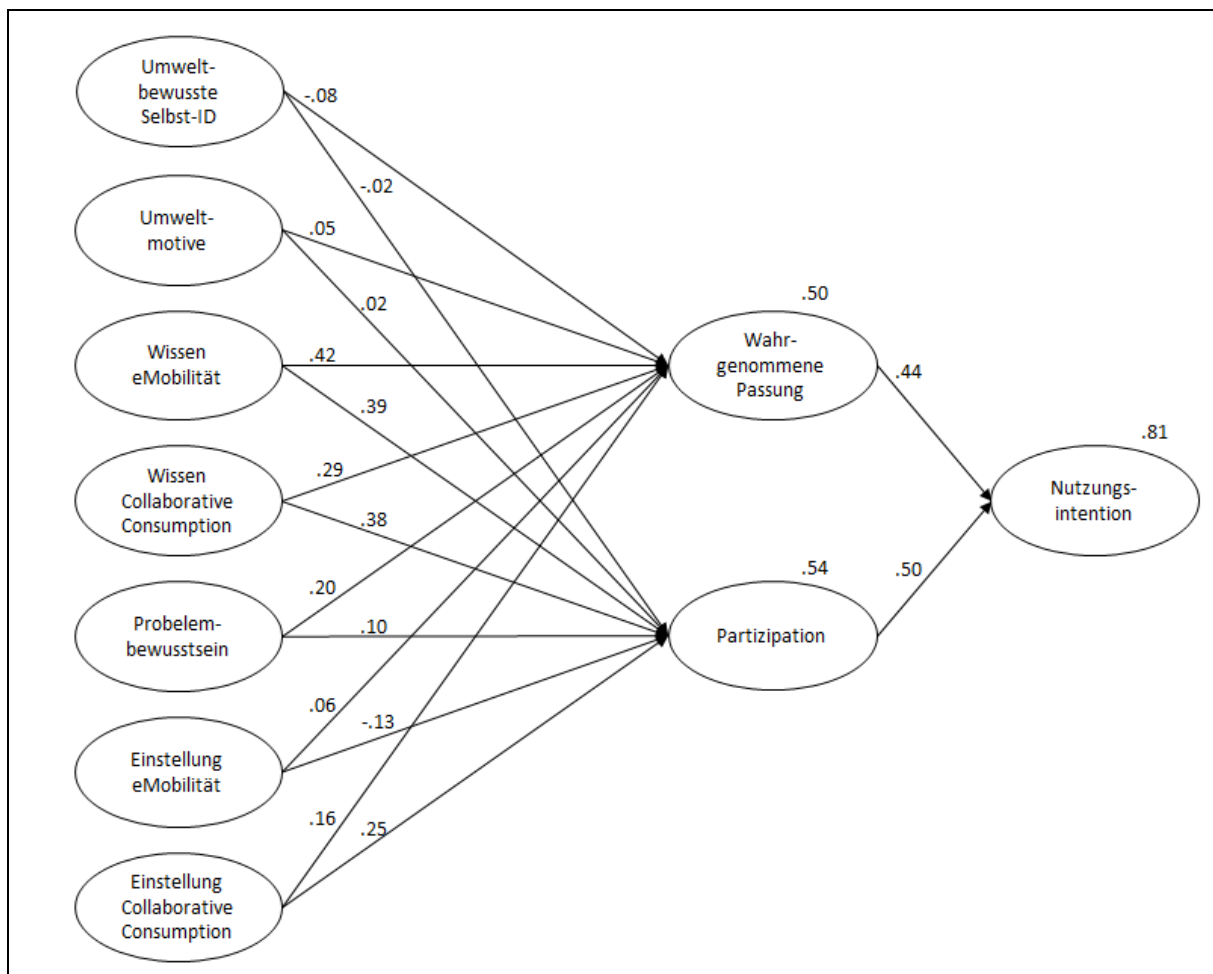 Umwelt-
bewusste
Selbst-ID
-.08
-.02
Umwelt-
motive
.05
.02
Wissen
eMobilität
.42
.39
Wissen
Collaborative
Consumption
.29
.38
Probelem-
bewusstsein
.20
.10
Einstellung
eMobilität
.06
-.13
Einstellung
Collaborative
Consumption
.16
.25
.50
Wahr-
genommene
Passung
.44
.54
Partizipation
.50
.81
Nutzungs-
intention